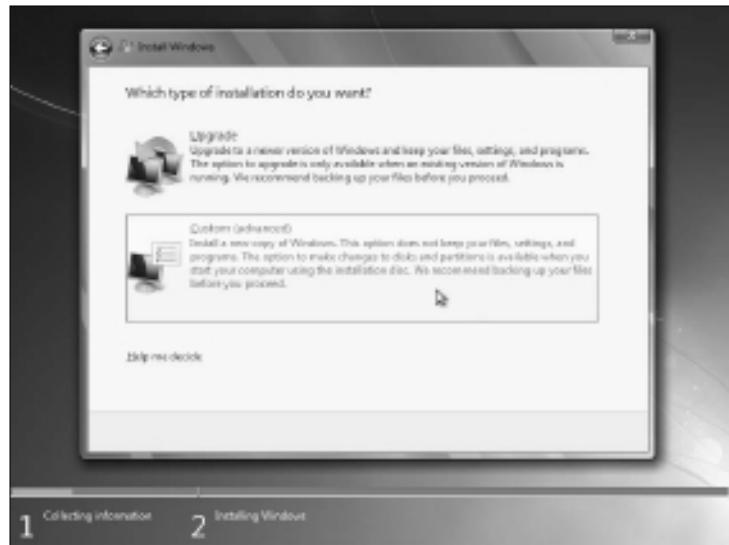 Install Windows
Which type of installation do you want?
Upgrade
Upgrade to a newer version of Windows and keep your files, settings, and programs.
The option to upgrade is only available when an existing version of Windows is
running. We recommend backing up your files before you proceed.
Custom (advanced)
Install a new copy of Windows. This option does not keep your files, settings, and
programs. The option to make changes to disks and partitions is available when you
start your computer using the installation disc. We recommend backing up your files
before you proceed.
Help me decide
1 Collecting information 2 Installing Windows